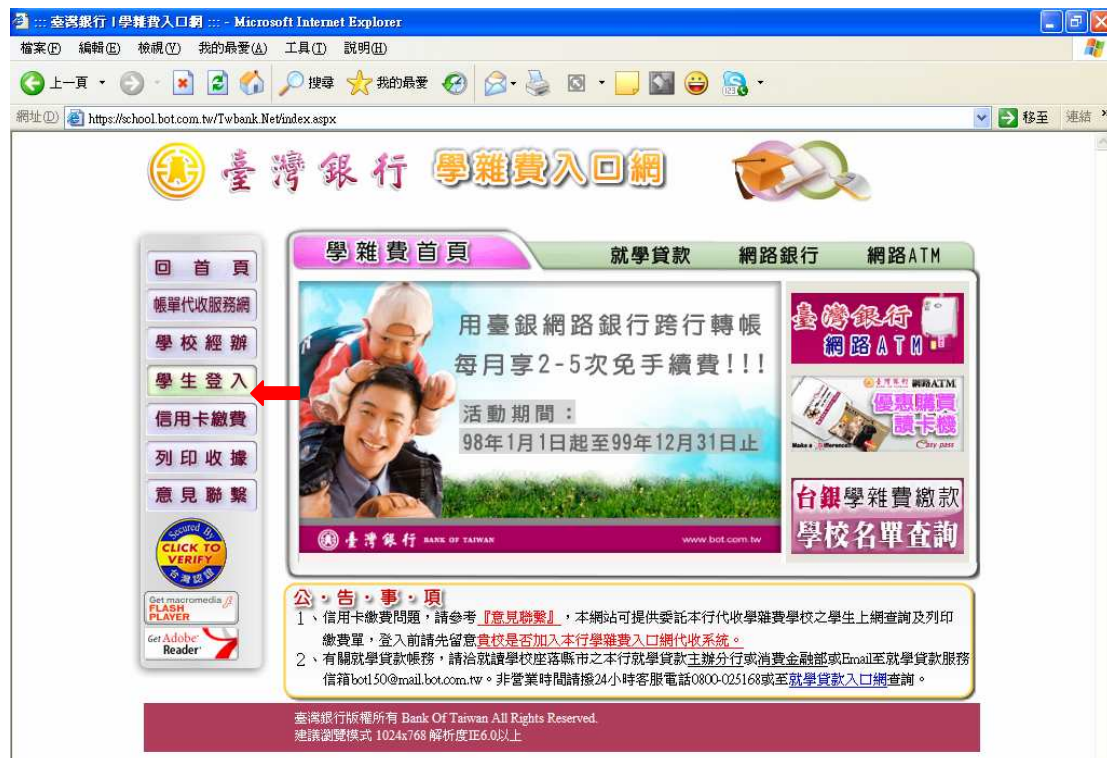 ::: 臺灣銀行 | 學雜費入口網 ::: - Microsoft Internet Explorer
檔案(F) 編輯(E) 檢視(V) 我的最愛(A) 工具(T) 說明(H)
上一頁 搜尋 我的最愛
網址(D) https://school.bot.com.tw/Twbank.Net/index.aspx 移至 連結 »
臺灣銀行 學雜費入口網
學雜費首頁 就學貸款 網路銀行 網路ATM
回首頁
帳單代收服務網
學校經辦
學生登入
信用卡繳費
列印收據
意見聯繫
Secured By
CLICK TO
VERIFY
台灣認證
Get macromedia
FLASH
PLAYER
Get Adobe
Reader
用臺銀網路銀行跨行轉帳
每月享2-5次免手續費!!!
活動期間：
98年1月1日起至99年12月31日止
臺灣銀行 BANK OF TAIWAN www.bot.com.tw
臺灣銀行
網路ATM
臺灣銀行 網路ATM
優惠購買
讀卡機
Make a Difference Easy pass
台銀學雜費繳款
學校名單查詢
公・告・事・項
1、信用卡繳費問題，請參考『意見聯繫』，本網站可提供委託本行代收學雜費學校之學生上網查詢及列印
繳費單，登入前請先留意貴校是否加入本行學雜費入口網代收系統。
2、有關就學貸款帳務，請洽就讀學校座落縣市之本行就學貸款主辦分行或消費金融部或Email至就學貸款服務
信箱bot150@mail.bot.com.tw。非營業時間請撥24小時客服電話0800-025168或至就學貸款入口網查詢。
臺灣銀行版權所有 Bank Of Taiwan All Rights Reserved.
建議瀏覽模式 1024x768 解析度IE6.0以上